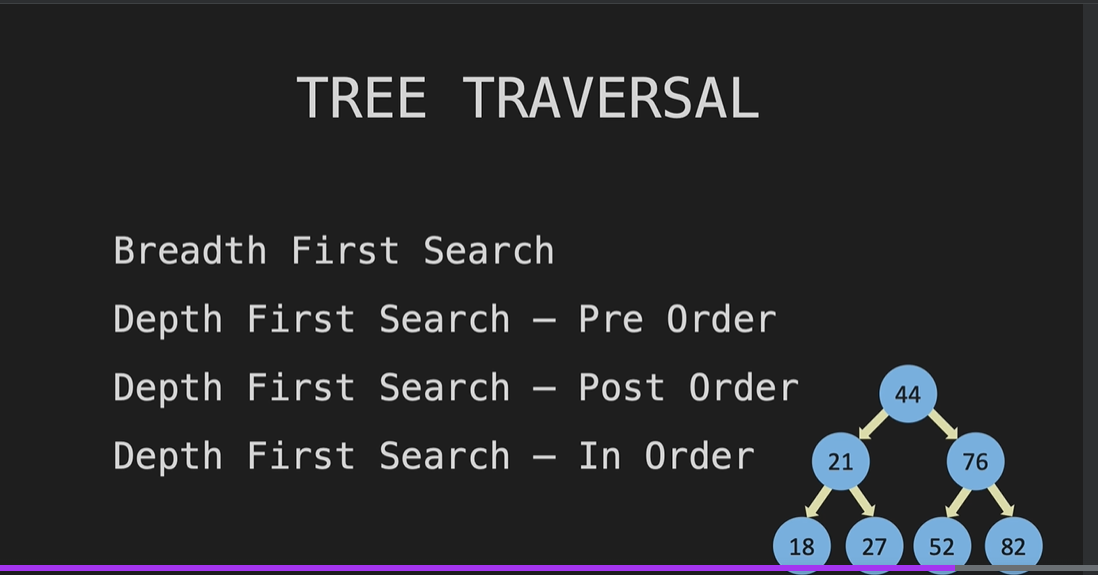 TREE TRAVERSAL
Breadth First Search
Depth First Search – Pre Order
Depth First Search – Post Order
Depth First Search – In Order
44
21 76
18 27 52 82